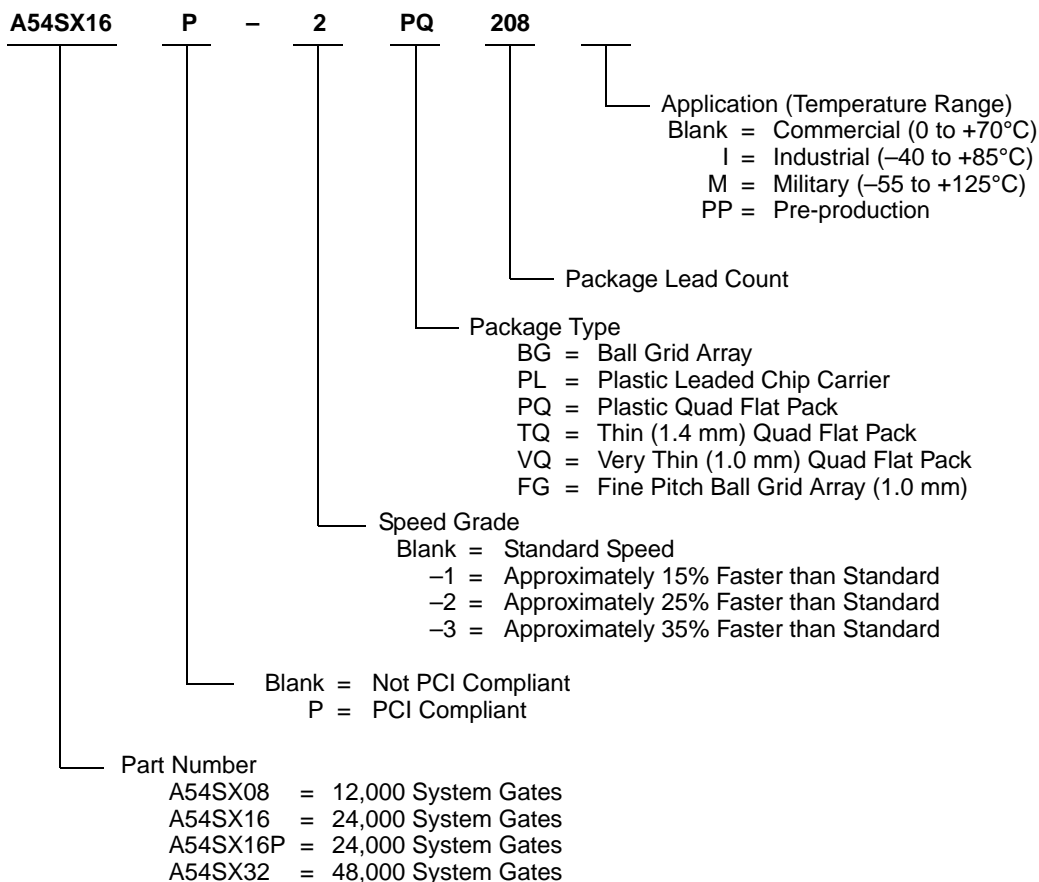 A54SX16 P – 2 PQ 208
Application (Temperature Range)
Blank = Commercial (0 to +70°C)
I = Industrial (–40 to +85°C)
M = Military (–55 to +125°C)
PP = Pre-production
Package Lead Count
Package Type
BG = Ball Grid Array
PL = Plastic Leaded Chip Carrier
PQ = Plastic Quad Flat Pack
TQ = Thin (1.4 mm) Quad Flat Pack
VQ = Very Thin (1.0 mm) Quad Flat Pack
FG = Fine Pitch Ball Grid Array (1.0 mm)
Speed Grade
Blank = Standard Speed
–1 = Approximately 15% Faster than Standard
–2 = Approximately 25% Faster than Standard
–3 = Approximately 35% Faster than Standard
Blank = Not PCI Compliant
P = PCI Compliant
Part Number
A54SX08 = 12,000 System Gates
A54SX16 = 24,000 System Gates
A54SX16P = 24,000 System Gates
A54SX32 = 48,000 System Gates